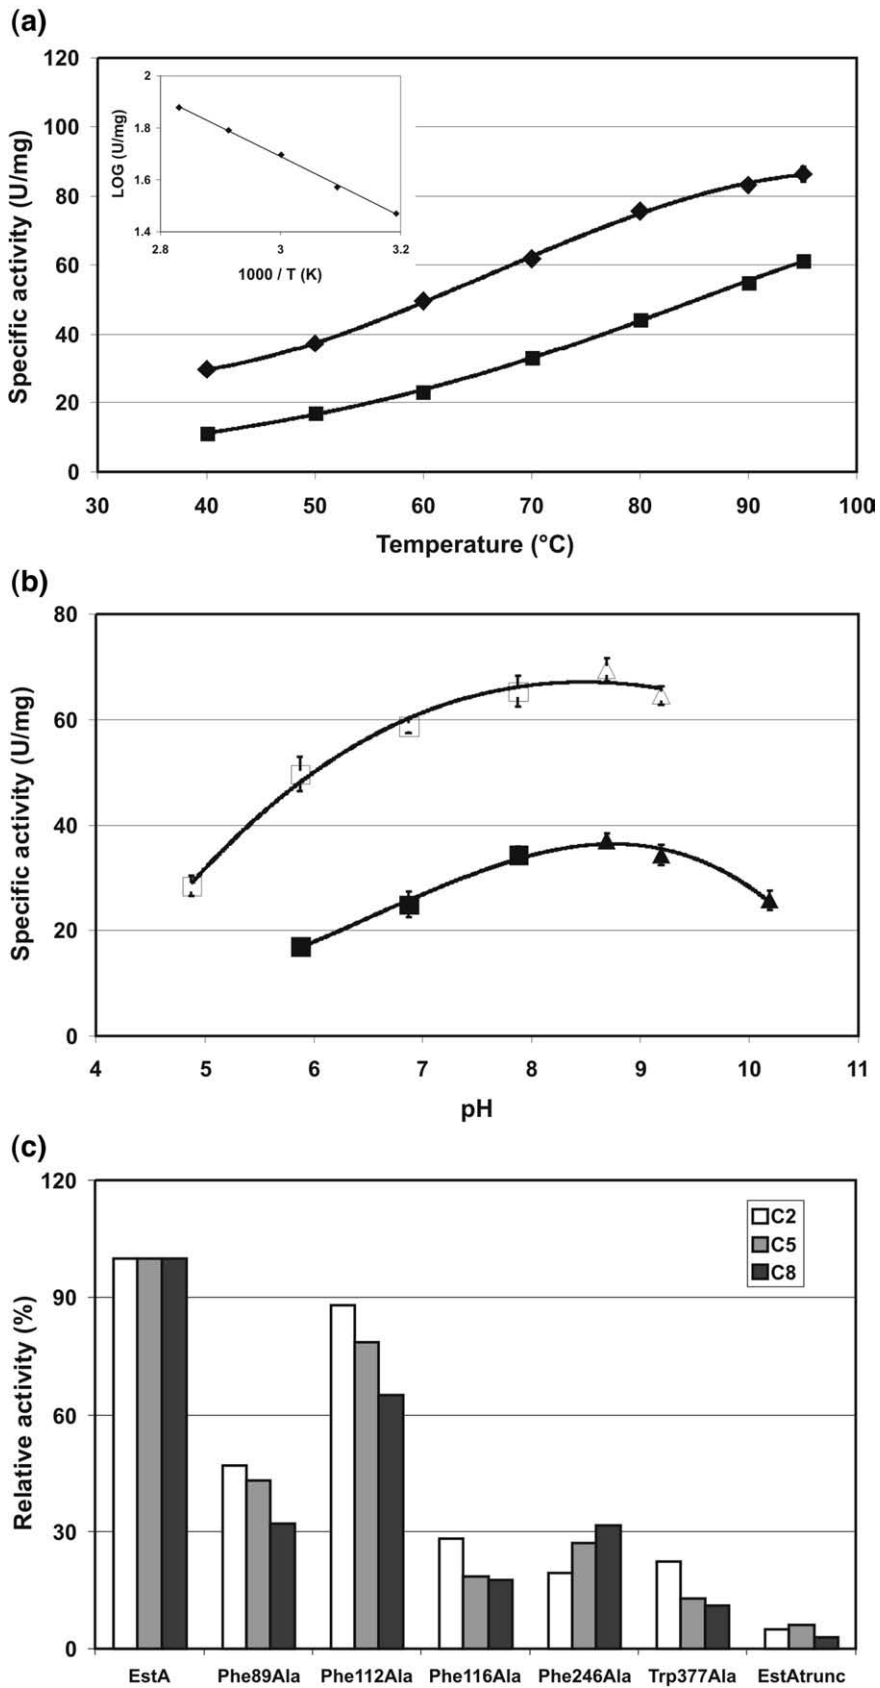 (a)
120
100
80
60
40
20
0
Specific activity (U/mg)
30 40 50 60 70 80 90 100
Temperature (°C)
2
1.8
1.6
1.4
LOG (U/mg)
2.8 3 3.2
1000 / T (K)
(b)
80
60
40
20
0
Specific activity (U/mg)
4 5 6 7 8 9 10 11
pH
(c)
120
90
60
30
0
Relative activity (%)
C2
C5
C8
EstA Phe89Ala Phe112Ala Phe116Ala Phe246Ala Trp377Ala EstAtrunc